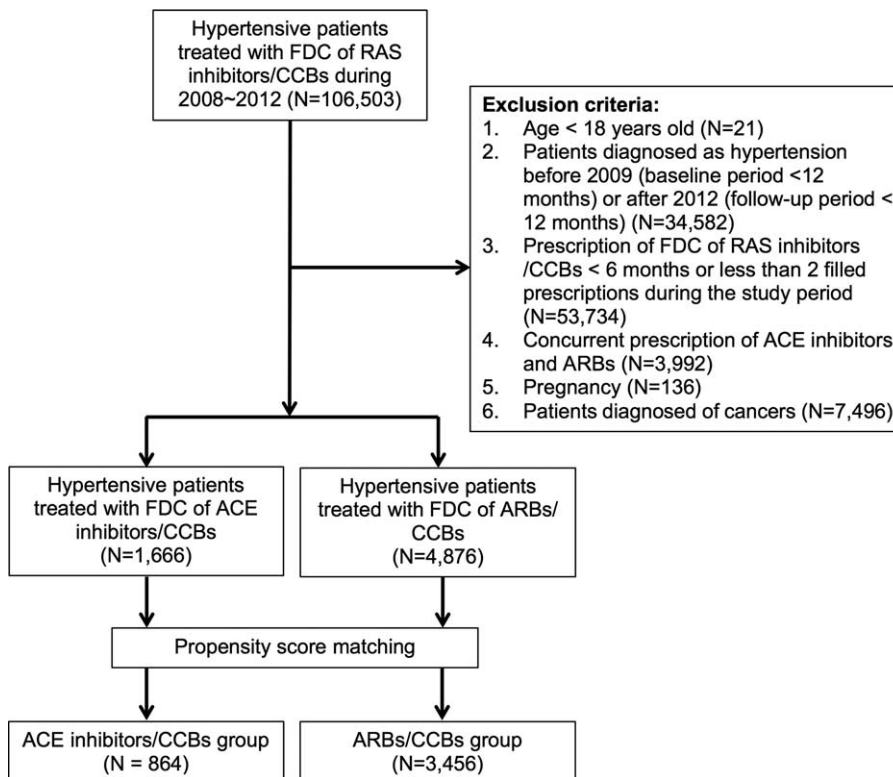 Hypertensive patients
treated with FDC of RAS
inhibitors/CCBs during
2008~2012 (N=106,503)
Exclusion criteria:
1. Age < 18 years old (N=21)
2. Patients diagnosed as hypertension
before 2009 (baseline period <12
months) or after 2012 (follow-up period <
12 months) (N=34,582)
3. Prescription of FDC of RAS inhibitors
/CCBs < 6 months or less than 2 filled
prescriptions during the study period
(N=53,734)
4. Concurrent prescription of ACE inhibitors
and ARBs (N=3,992)
5. Pregnancy (N=136)
6. Patients diagnosed of cancers (N=7,496)
Hypertensive patients
treated with FDC of ACE
inhibitors/CCBs
(N=1,666)
Hypertensive patients
treated with FDC of ARBs/
CCBs
(N=4,876)
Propensity score matching
ACE inhibitors/CCBs group
(N = 864)
ARBs/CCBs group
(N=3,456)